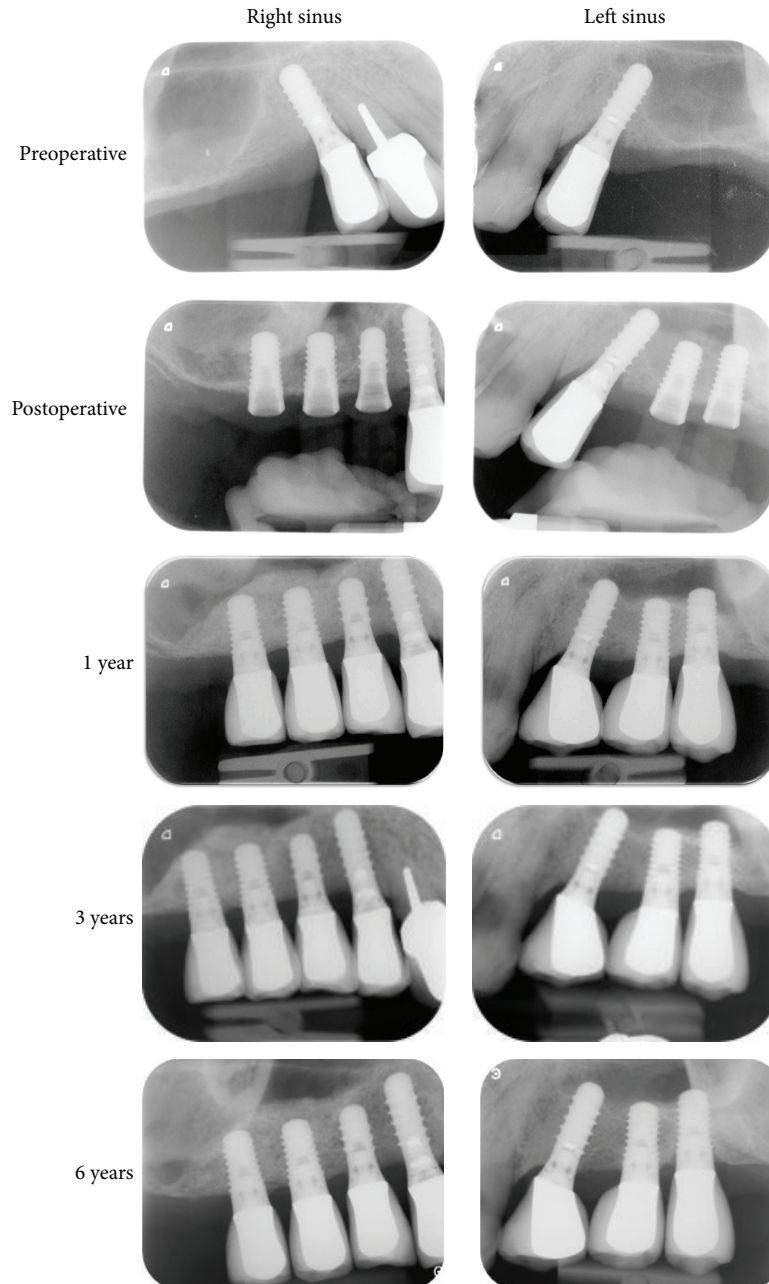 Right sinus
Left sinus
Preoperative
Postoperative
1 year
3 years
6 years